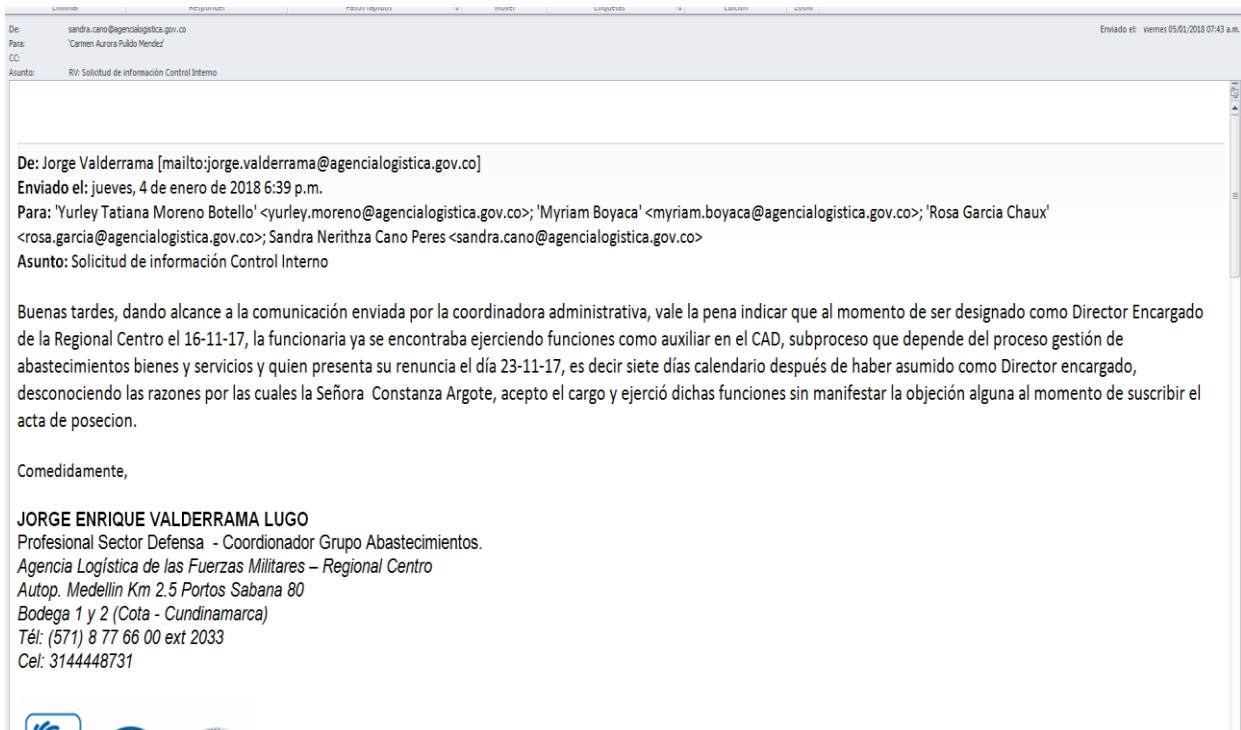 Eliminar Responder Pasos rápidos Mover Etiquetas Edición Zoom
De: sandra.cano@agencialogistica.gov.co Enviado el: viernes 05/01/2018 07:43 a.m.
Para: 'Carmen Aurora Pulido Mendez'
CC:
Asunto: RV: Solicitud de información Control Interno
De: Jorge Valderrama [mailto:jorge.valderrama@agencialogistica.gov.co]
Enviado el: jueves, 4 de enero de 2018 6:39 p.m.
Para: 'Yurley Tatiana Moreno Botello' <yurley.moreno@agencialogistica.gov.co>; 'Myriam Boyaca' <myriam.boyaca@agencialogistica.gov.co>; 'Rosa Garcia Chaux'
<rosa.garcia@agencialogistica.gov.co>; Sandra Nerithza Cano Peres <sandra.cano@agencialogistica.gov.co>
Asunto: Solicitud de información Control Interno
Buenas tardes, dando alcance a la comunicación enviada por la coordinadora administrativa, vale la pena indicar que al momento de ser designado como Director Encargado
de la Regional Centro el 16-11-17, la funcionaria ya se encontraba ejerciendo funciones como auxiliar en el CAD, subproceso que depende del proceso gestión de
abastecimientos bienes y servicios y quien presenta su renuncia el día 23-11-17, es decir siete días calendario después de haber asumido como Director encargado,
desconociendo las razones por las cuales la Señora Constanza Argote, acepto el cargo y ejerció dichas funciones sin manifestar la objeción alguna al momento de suscribir el
acta de posecion.
Comedidamente,
JORGE ENRIQUE VALDERRAMA LUGO
Profesional Sector Defensa - Coordionador Grupo Abastecimientos.
Agencia Logística de las Fuerzas Militares – Regional Centro
Autop. Medellin Km 2.5 Portos Sabana 80
Bodega 1 y 2 (Cota - Cundinamarca)
Tél: (571) 8 77 66 00 ext 2033
Cel: 3144448731